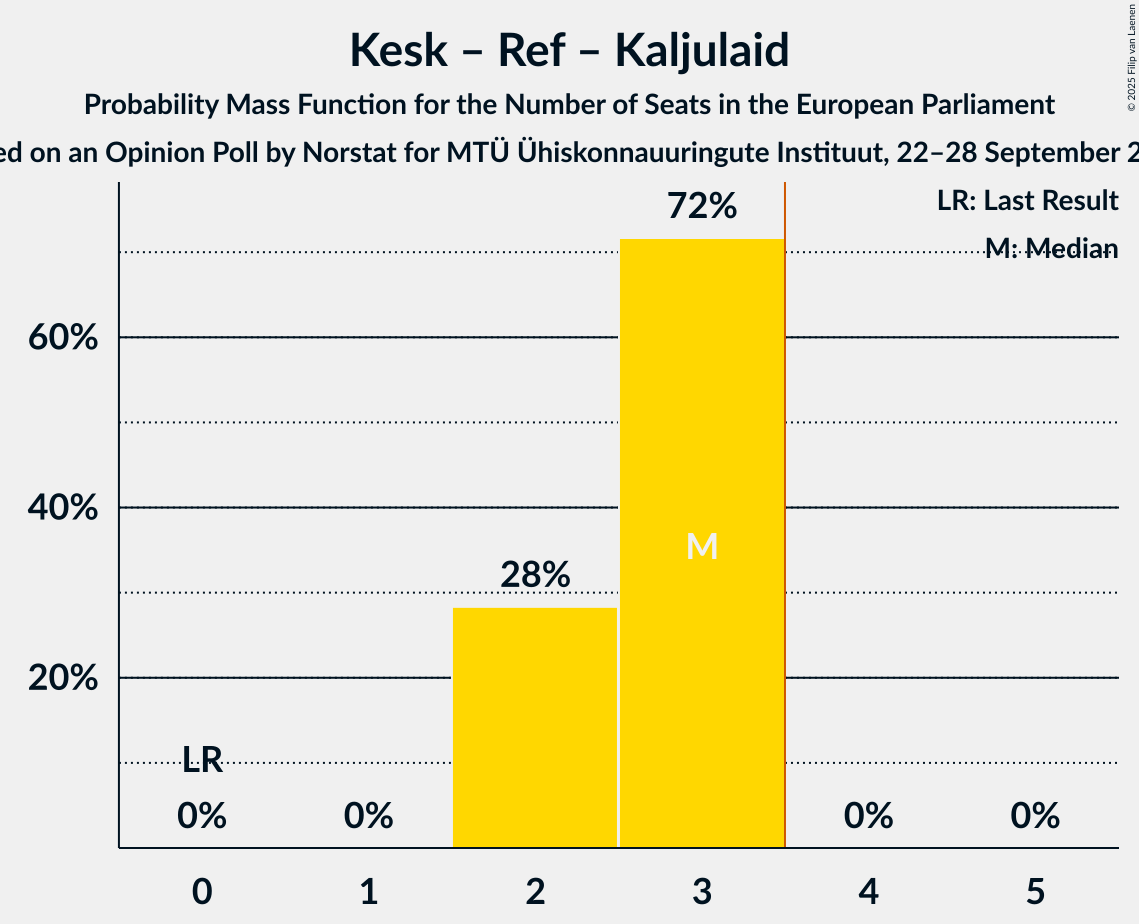 Kesk – Ref – Kaljulaid
Probability Mass Function for the Number of Seats in the European Parliament
on an Opinion Poll by Norstat for MTÜ Ühiskonnauuringute Instituut, 22–28 September
© 2025 Filip van Laenen
LR: Last Result
M: Median
72%
60%
M
40%
28%
20%
LR
0% 0% 0% 0%
0 1 2 3 4 5